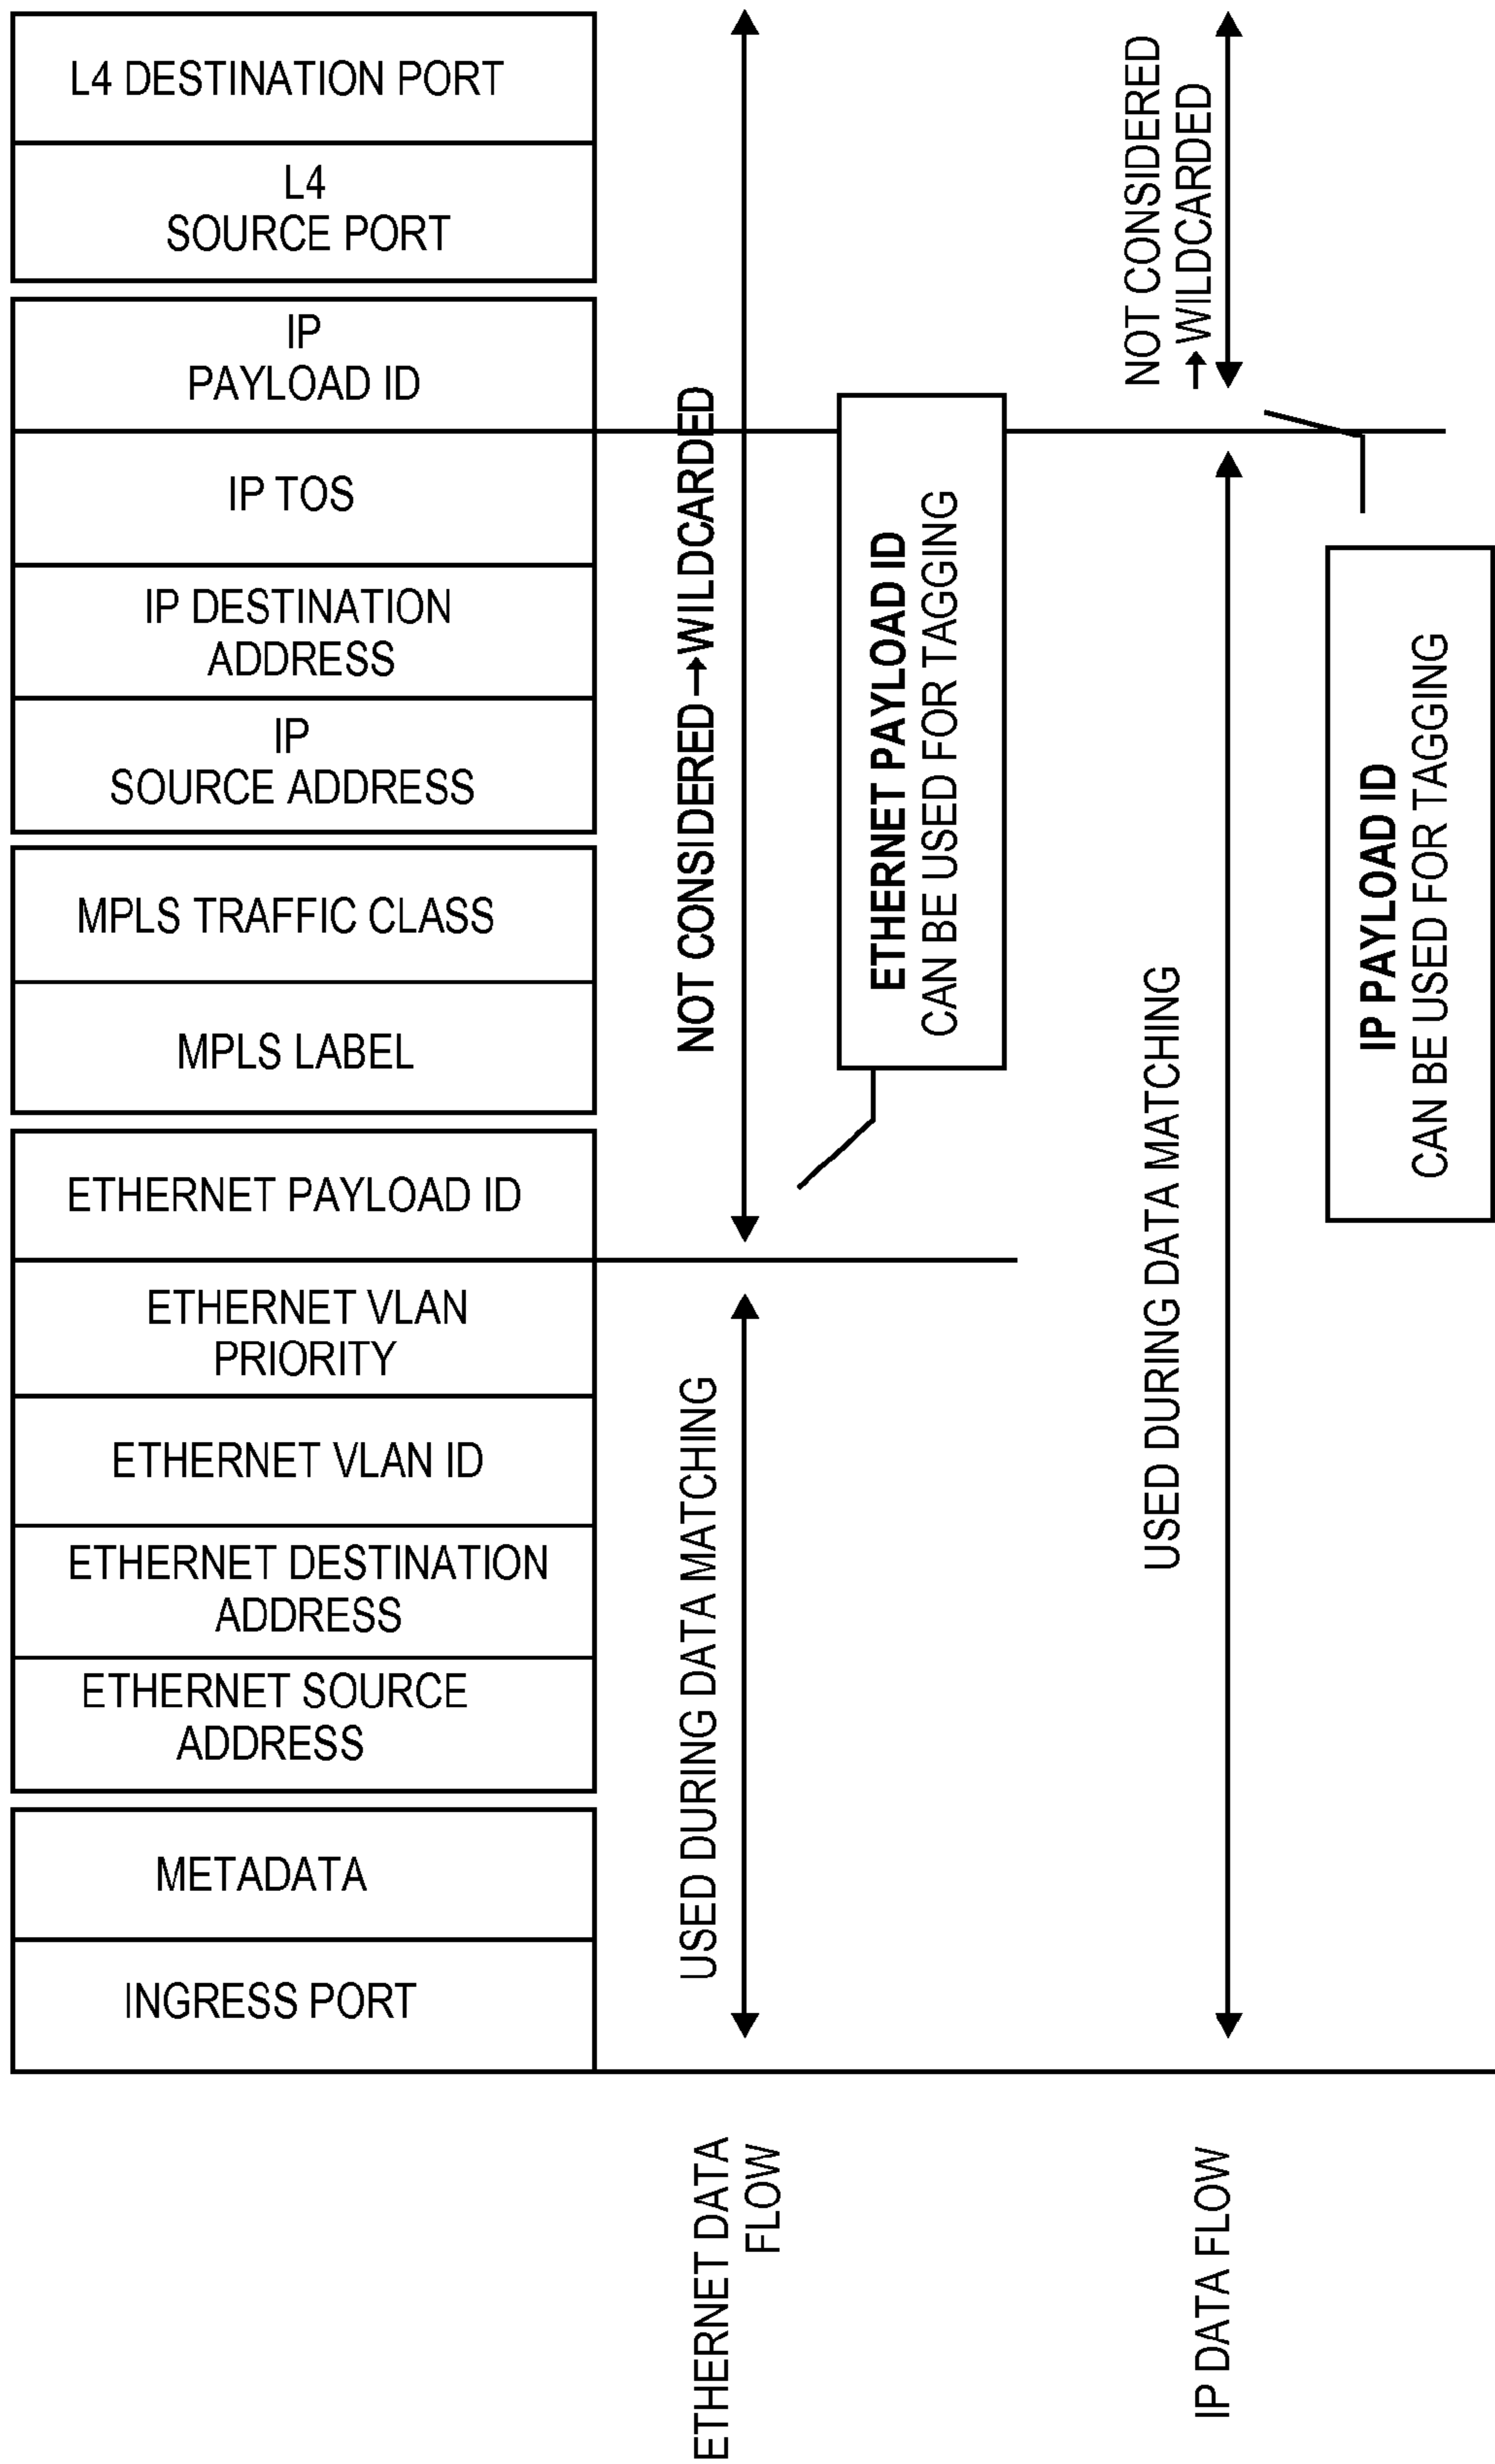 L4 DESTINATION PORT
L4
SOURCE PORT
IP
PAYLOAD ID
IP TOS
IP DESTINATION
ADDRESS
IP
SOURCE ADDRESS
MPLS TRAFFIC CLASS
MPLS LABEL
ETHERNET PAYLOAD ID
ETHERNET VLAN
PRIORITY
ETHERNET VLAN ID
ETHERNET DESTINATION
ADDRESS
ETHERNET SOURCE
ADDRESS
METADATA
INGRESS PORT
NOT CONSIDERED → WILDCARDED
USED DURING DATA MATCHING
ETHERNET DATA
FLOW
ETHERNET PAYLOAD ID
CAN BE USED FOR TAGGING
NOT CONSIDERED
→ WILDCARDED
USED DURING DATA MATCHING
IP DATA FLOW
IP PAYLOAD ID
CAN BE USED FOR TAGGING